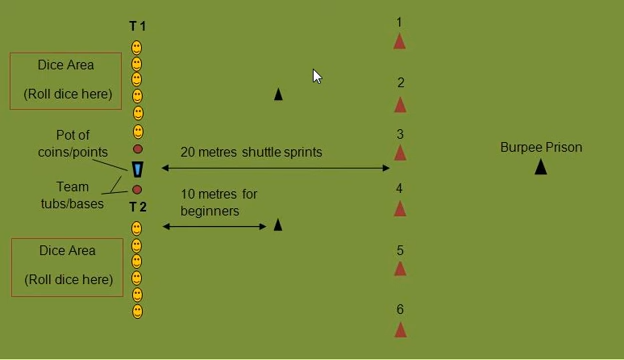 T 1
Dice Area
(Roll dice here)
Pot of
coins/points
Team
tubs/bases
T 2
Dice Area
(Roll dice here)
20 metres shuttle sprints
10 metres for
beginners
1
2
3
4
5
6
Burpee Prison